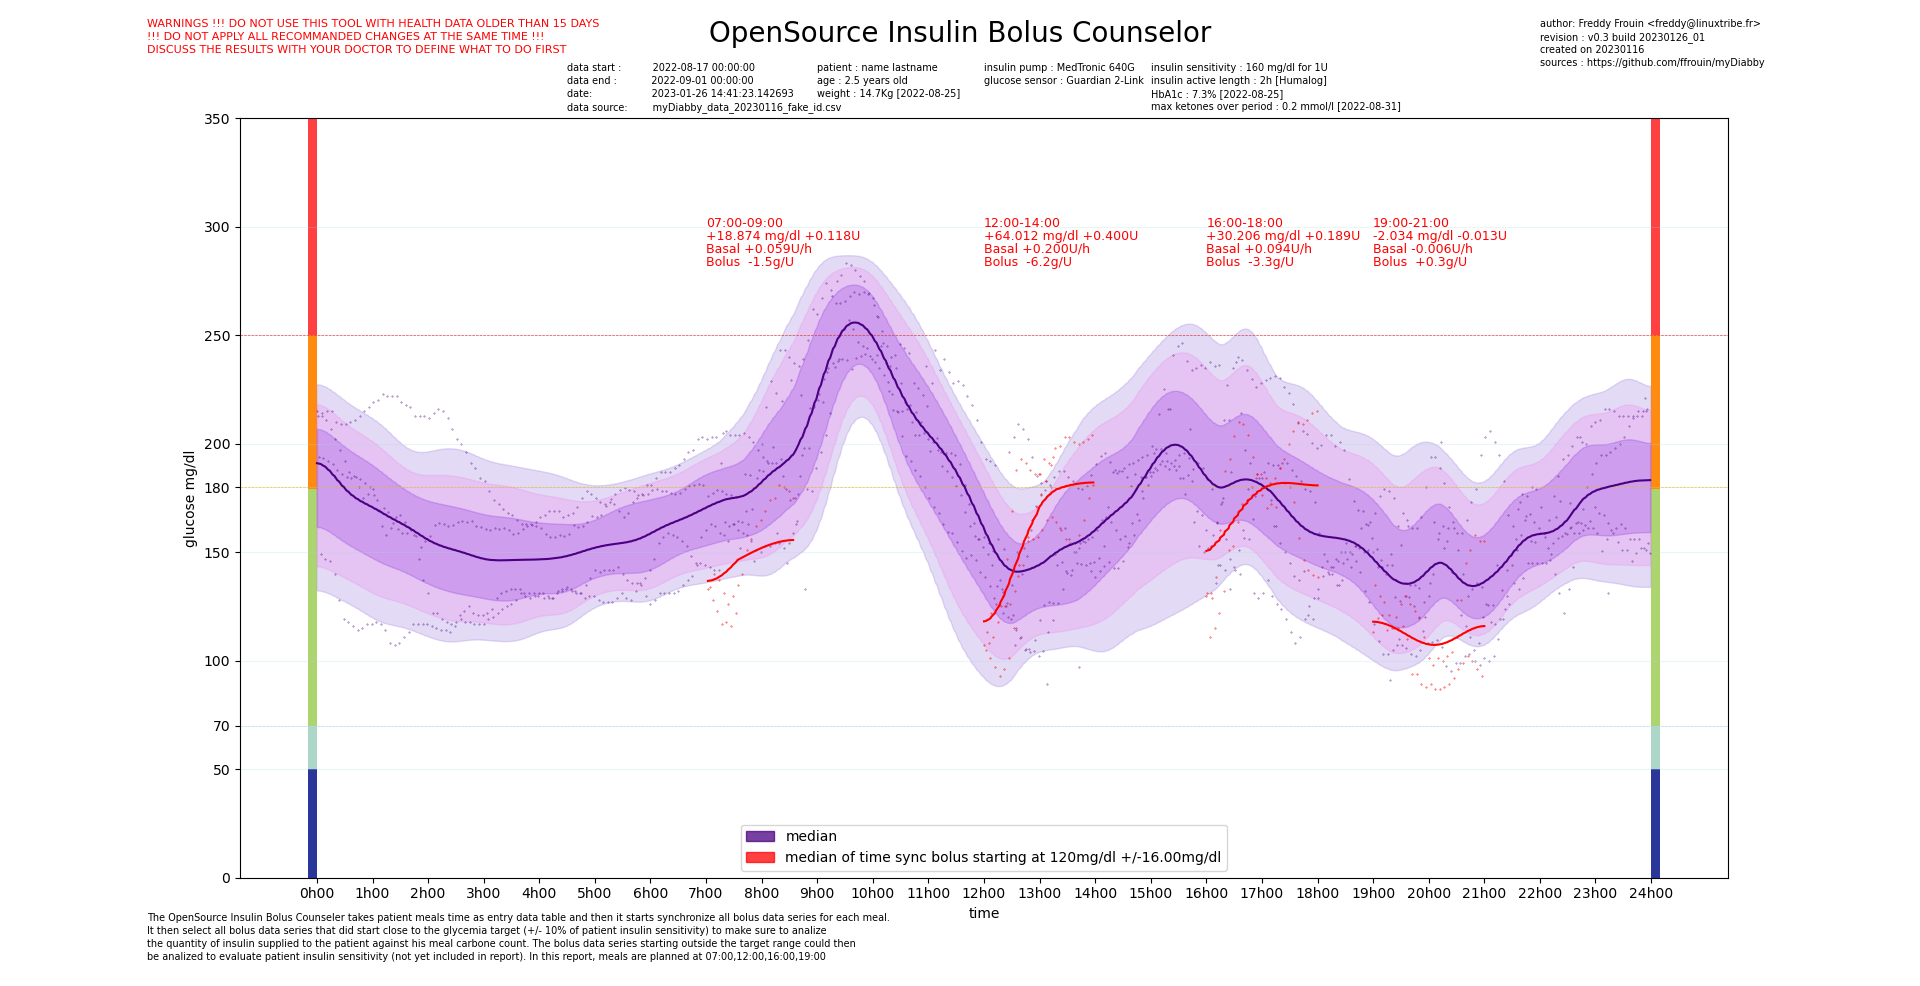 WARNINGS !!! DO NOT USE THIS TOOL WITH HEALTH DATA OLDER THAN 15 DAYS
!!! DO NOT APPLY ALL RECOMMANDED CHANGES AT THE SAME TIME !!!
DISCUSS THE RESULTS WITH YOUR DOCTOR TO DEFINE WHAT TO DO FIRST
OpenSource Insulin Bolus Counselor
author: Freddy Frouin <freddy@linuxtribe.fr>
revision : v0.3 build 20230126_01
created on 20230116
sources : https://github.com/ffrouin/myDiabby
data start : 2022-08-17 00:00:00
data end : 2022-09-01 00:00:00
date: 2023-01-26 14:41:23.142693
data source: myDiabby_data_20230116_fake_id.csv
patient : name lastname
age : 2.5 years old
weight : 14.7Kg [2022-08-25]
insulin pump : MedTronic 640G
glucose sensor : Guardian 2-Link
insulin sensitivity : 160 mg/dl for 1U
insulin active length : 2h [Humalog]
HbA1c : 7.3% [2022-08-25]
max ketones over period : 0.2 mmol/l [2022-08-31]
350
300
250
200
180
150
100
70
50
0
glucose mg/dl
07:00-09:00
+18.874 mg/dl +0.118U
Basal +0.059U/h
Bolus -1.5g/U
12:00-14:00
+64.012 mg/dl +0.400U
Basal +0.200U/h
Bolus -6.2g/U
16:00-18:00
+30.206 mg/dl +0.189U
Basal +0.094U/h
Bolus -3.3g/U
19:00-21:00
-2.034 mg/dl -0.013U
Basal -0.006U/h
Bolus +0.3g/U
median
median of time sync bolus starting at 120mg/dl +/-16.00mg/dl
0h00 1h00 2h00 3h00 4h00 5h00 6h00 7h00 8h00 9h00 10h00 11h00 12h00 13h00 14h00 15h00 16h00 17h00 18h00 19h00 20h00 21h00 22h00 23h00 24h00
time
The OpenSource Insulin Bolus Counseler takes patient meals time as entry data table and then it starts synchronize all bolus data series for each meal.
It then select all bolus data series that did start close to the glycemia target (+/- 10% of patient insulin sensitivity) to make sure to analize
the quantity of insulin supplied to the patient against his meal carbone count. The bolus data series starting outside the target range could then
be analized to evaluate patient insulin sensitivity (not yet included in report). In this report, meals are planned at 07:00,12:00,16:00,19:00